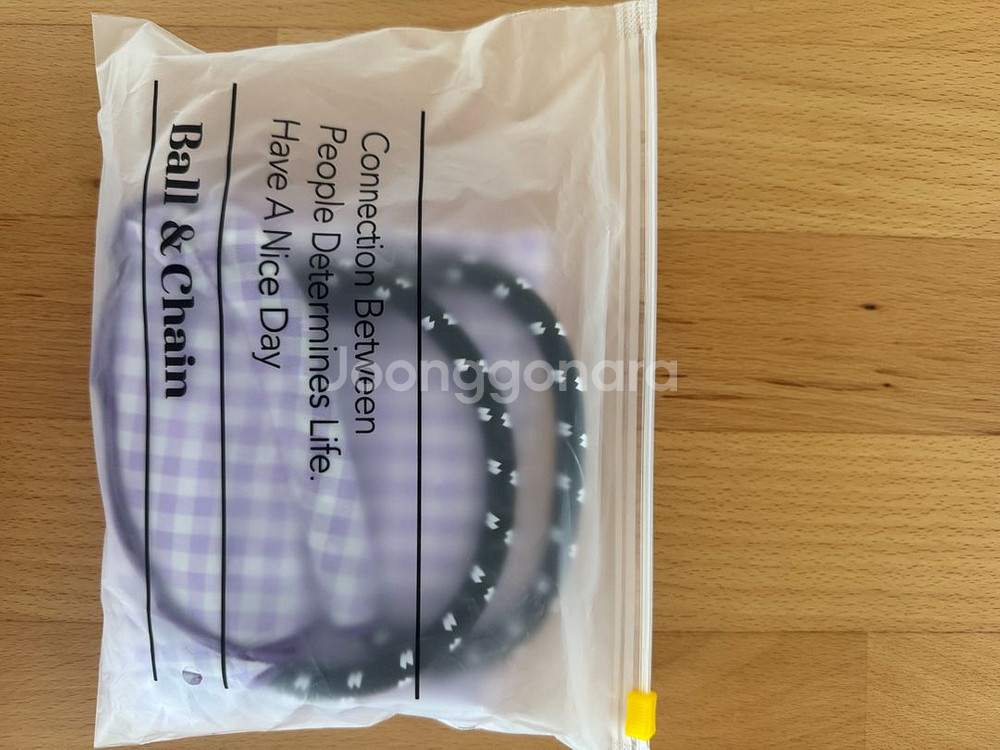 Connection Between
People Determines Life.
Have A Nice Day
Ball & Chain
Joonggonara